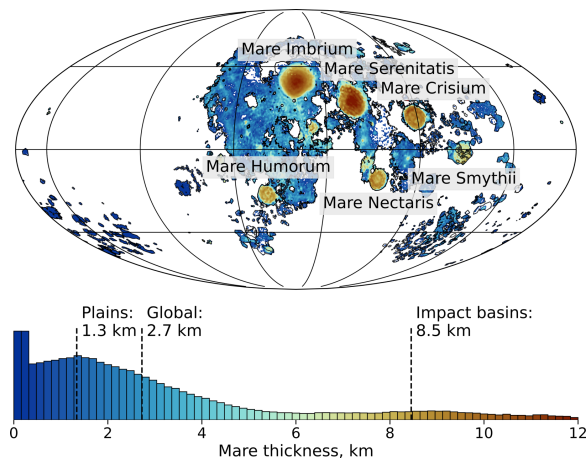 Mare Imbrium
Mare Serenitatis
Mare Crisium
Mare Humorum
Mare Smythii
Mare Nectaris
Plains: Global: Impact basins:
1.3 km 2.7 km 8.5 km
0 2 4 6 8 10 12
Mare thickness, km